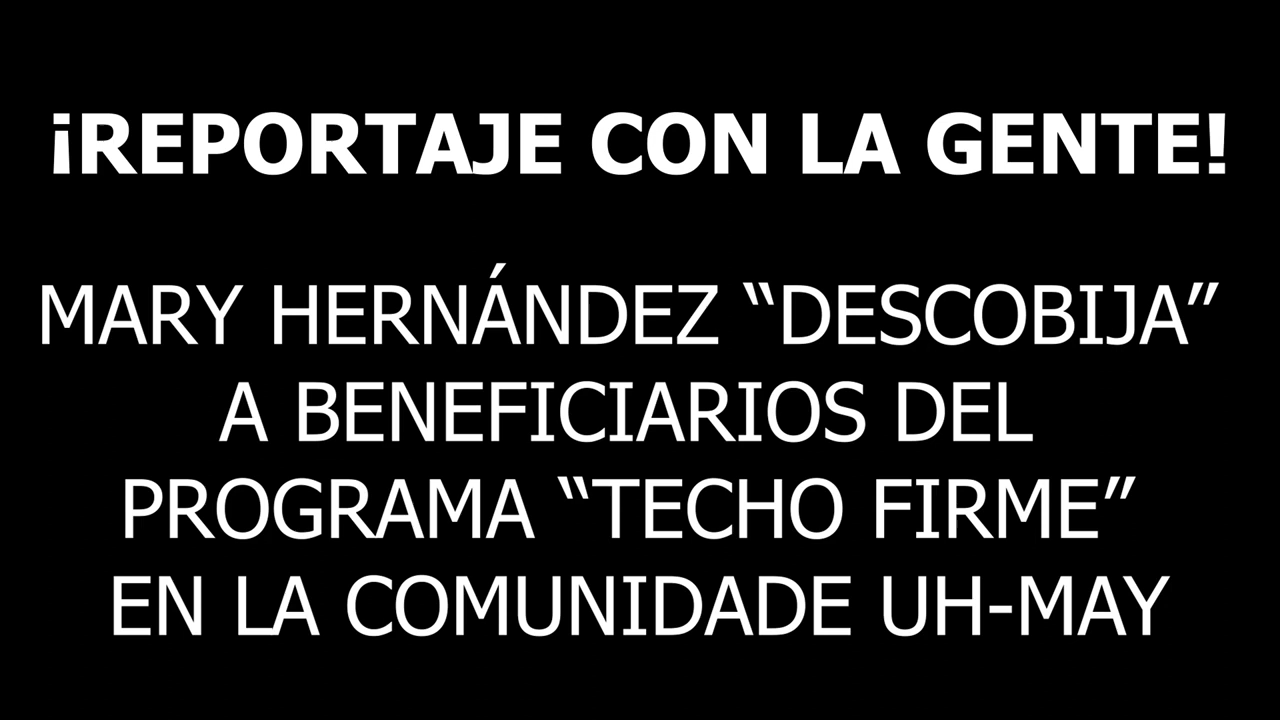 ¡REPORTAJE CON LA GENTE!
MARY HERNÁNDEZ “DESCOBIJA”
A BENEFICIARIOS DEL
PROGRAMA “TECHO FIRME”
EN LA COMUNIDADE UH-MAY